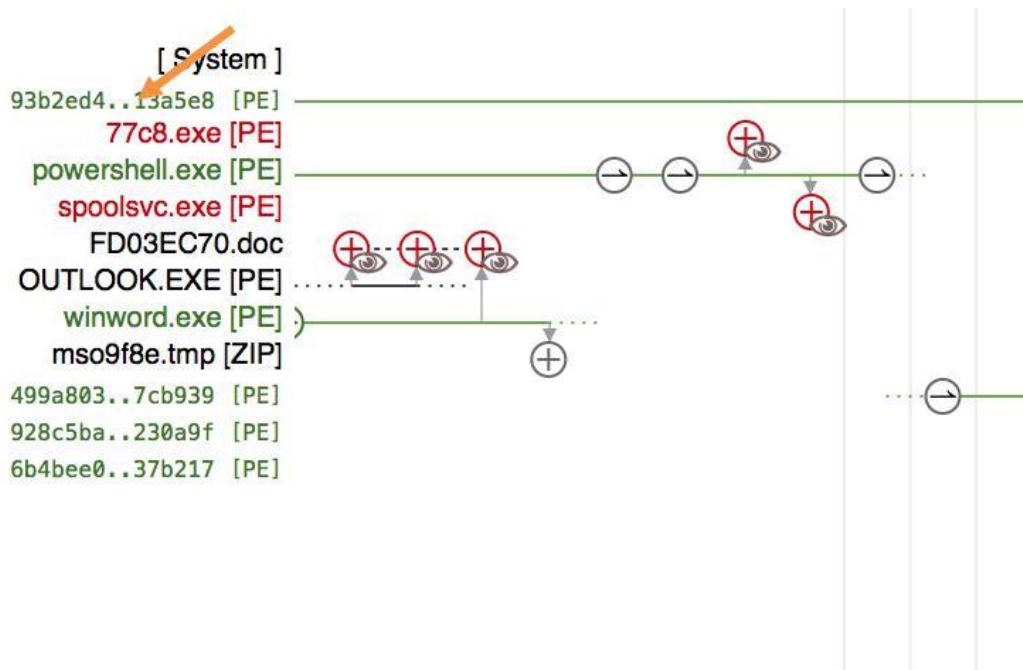 [ System ]
93b2ed4..13a5e8 [PE]
77c8.exe [PE]
powershell.exe [PE]
spoolsvc.exe [PE]
FD03EC70.doc
OUTLOOK.EXE [PE]
winword.exe [PE]
mso9f8e.tmp [ZIP]
499a803..7cb939 [PE]
928c5ba..230a9f [PE]
6b4bee0..37b217 [PE]